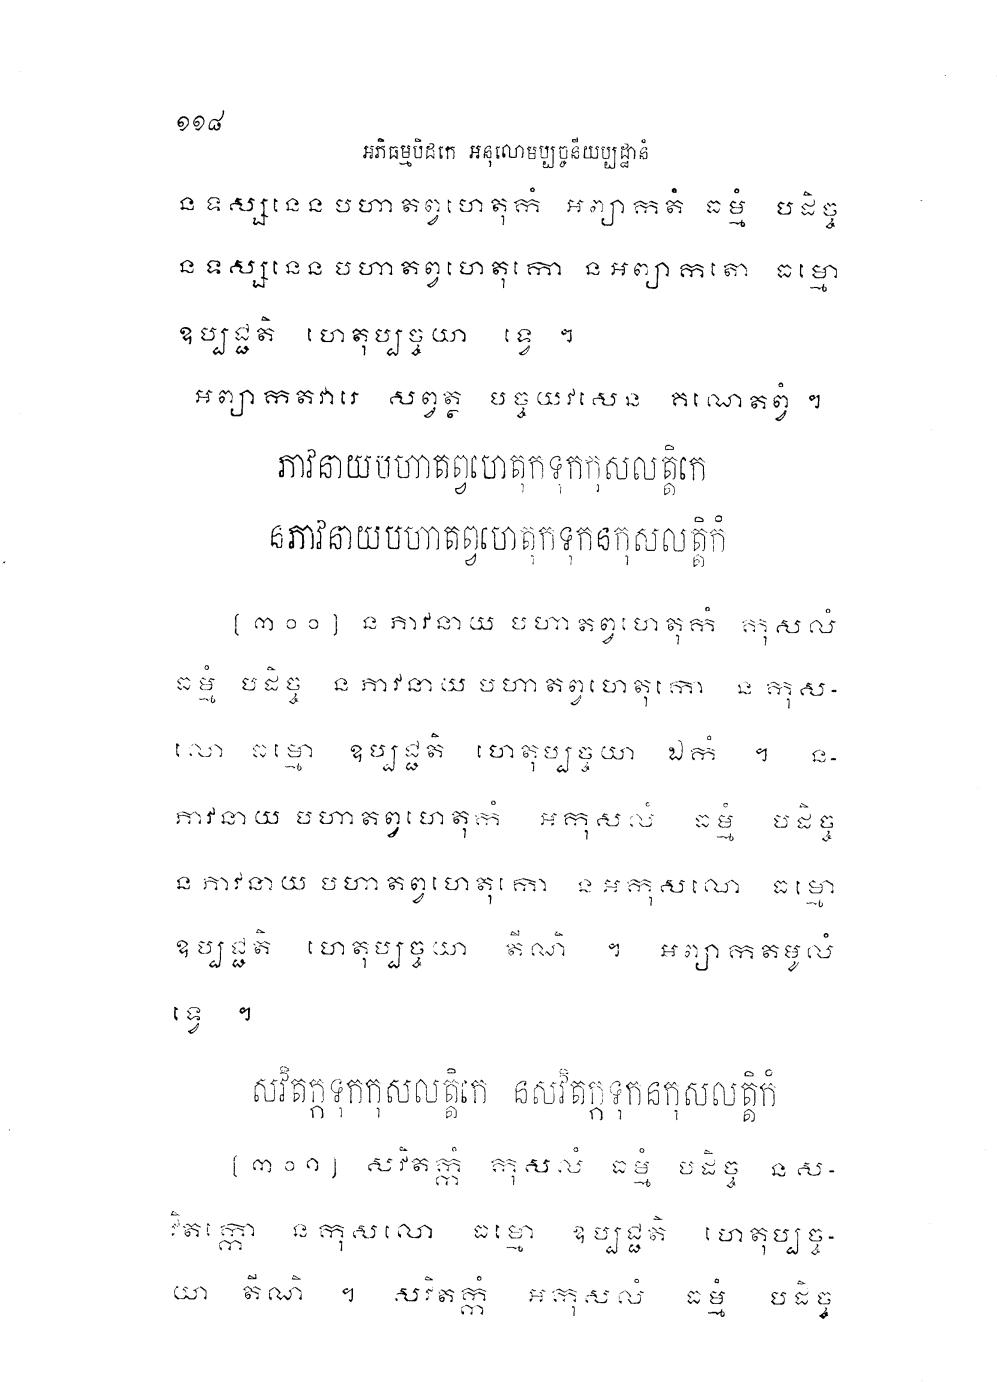 ១១៨
អភិធម្មបិដកេ អនុលោមប្បច្ចនីយប្បដ្ឋានំ
នទស្សនេនបហាតព្វហេតុកំ អព្យាកតំ ធម្មំ បដិច្ច
នទស្សនេនបហាតព្វហេតុកោ នអព្យាកតោ ធម្មោ
ឧប្បជ្ជតិ ហេតុប្បច្ចយា ទ្វេ ។
អព្យាកតវារេ សព្វត្ថ បច្ចយវសេន គណេតព្វំ ។
ភាវនាយបហាតព្វហេតុកទុកកុសលត្តិកេ
នភាវនាយបហាតព្វហេតុកទុកនកុសលត្តិកំ
[៣០០] នភាវនាយបហាតព្វហេតុកំ កុសលំ
ធម្មំ បដិច្ច នភាវនាយបហាតព្វហេតុកោ នកុស-
លោ ធម្មោ ឧប្បជ្ជតិ ហេតុប្បច្ចយា ឯកំ ។ ន-
ភាវនាយបហាតព្វហេតុកំ អកុសលំ ធម្មំ បដិច្ច
នភាវនាយបហាតព្វហេតុកោ នអកុសលោ ធម្មោ
ឧប្បជ្ជតិ ហេតុប្បច្ចយា តីណិ ។ អព្យាកតមូលំ
ទ្វេ ។
សវិតក្កទុកកុសលត្តិកេ នសវិតក្កទុកនកុសលត្តិកំ
[៣០១] សវិតក្កំ កុសលំ ធម្មំ បដិច្ច នស-
វិតក្កោ នកុសលោ ធម្មោ ឧប្បជ្ជតិ ហេតុប្បច្ច-
យា តីណិ ។ សវិតក្កំ អកុសលំ ធម្មំ បដិច្ច